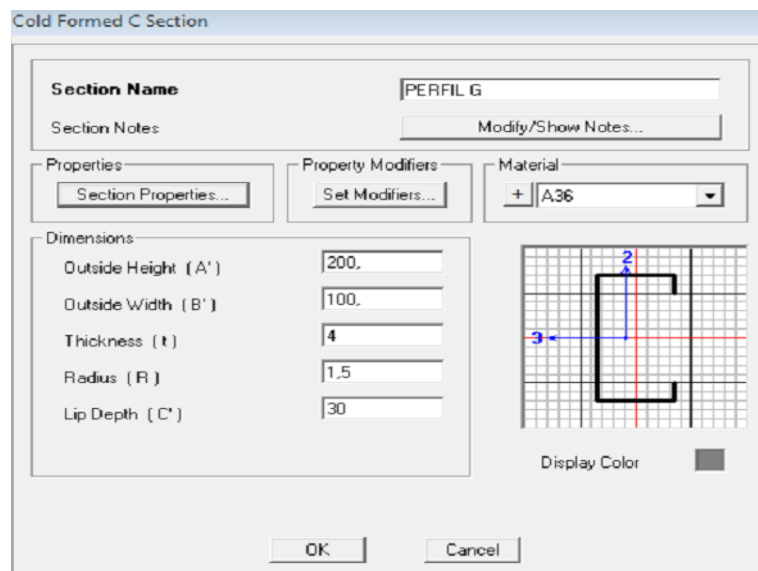 Cold Formed C Section
Section Name PERFIL G
Section Notes Modify/Show Notes...
Properties Property Modifiers Material
Section Properties... Set Modifiers... + A36
Dimensions
Outside Height ( A' ) 200,
Outside Width ( B' ) 100,
Thickness ( t ) 4
Radius ( R ) 1,5
Lip Depth ( C' ) 30
2
3
Display Color
OK Cancel